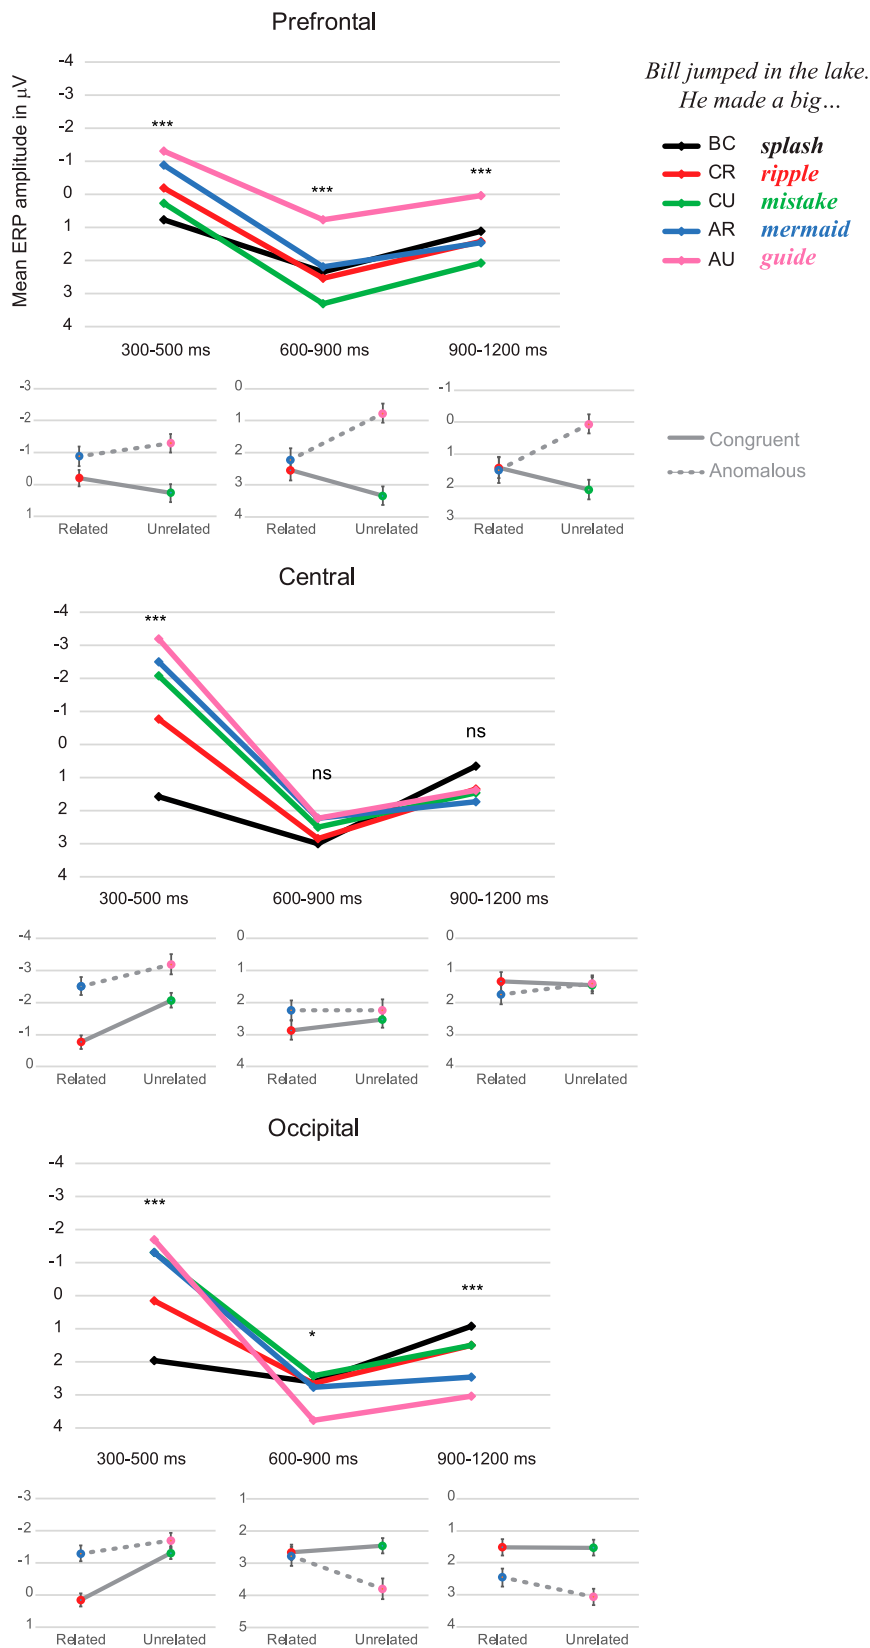 Prefrontal
Mean ERP amplitude in μV
-4
-3
-2
-1
0
1
2
3
4
***
***
***
300-500 ms
600-900 ms
900-1200 ms
Bill jumped in the lake.
He made a big…
BC splash
CR ripple
CU mistake
AR mermaid
AU guide
-3
-2
-1
0
1
Related Unrelated
0
1
2
3
4
Related Unrelated
-1
0
1
2
3
Related Unrelated
Congruent
Anomalous
Central
-4
-3
-2
-1
0
1
2
3
4
***
ns
ns
300-500 ms
600-900 ms
900-1200 ms
-4
-3
-2
-1
0
Related Unrelated
0
1
2
3
4
Related Unrelated
0
1
2
3
4
Related Unrelated
Occipital
-4
-3
-2
-1
0
1
2
3
4
***
*
***
300-500 ms
600-900 ms
900-1200 ms
-3
-2
-1
0
1
Related Unrelated
1
2
3
4
5
Related Unrelated
0
1
2
3
4
Related Unrelated